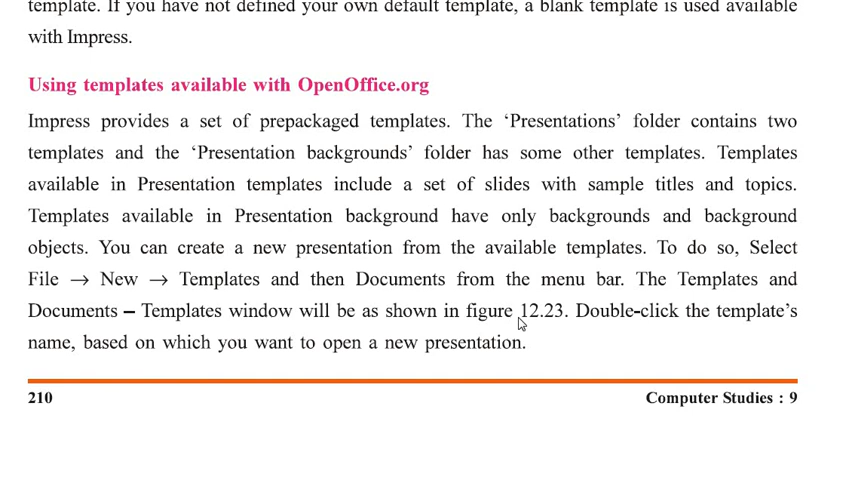 template. If you have not defined your own default template, a blank template is used available
with Impress.
Using templates available with OpenOffice.org
Impress provides a set of prepackaged templates. The ‘Presentations’ folder contains two
templates and the ‘Presentation backgrounds’ folder has some other templates. Templates
available in Presentation templates include a set of slides with sample titles and topics.
Templates available in Presentation background have only backgrounds and background
objects. You can create a new presentation from the available templates. To do so, Select
File → New → Templates and then Documents from the menu bar. The Templates and
Documents – Templates window will be as shown in figure 12.23. Double-click the template’s
name, based on which you want to open a new presentation.
210
Computer Studies : 9